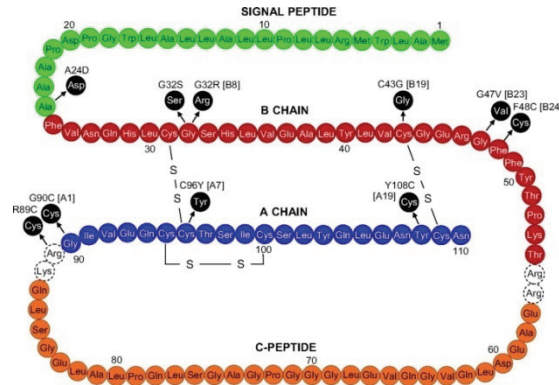 SIGNAL PEPTIDE
20
10
1
Asp Pro Gly Trp Leu Ala Leu Leu Ala Leu Leu Pro Leu Leu Arg Met Trp Leu Ala Met
Pro
Ala
Ala
Ala
A24D
Asp
G32S
Ser
G32R [B8]
Arg
B CHAIN
C43G [B19]
Gly
G47V [B23]
Val
F48C [B24
Cys
Phe Val Asn Gln His Leu Cys Gly Ser His Leu Val Glu Ala Leu Tyr Leu Val Cys Gly Glu Arg Gly Phe Phe Tyr Thr Pro Lys Thr
30
40
50
S
S
S
S
R89C
Cys
G90C [A1]
Cys
C96Y [A7]
Tyr
A CHAIN
Y108C
[A19]
Cys
Gly Ile Val Glu Gln Cys Cys Thr Ser Ile Cys Ser Leu Tyr Gln Leu Glu Asn Tyr Cys Asn
90
100
110
S
S
Arg
Lys
Arg
Arg
Gln Leu Ser Gly Glu Leu Ala Leu Pro Gln Leu Ser Gly Ala Gly Pro Gly Gly Gly Leu Glu Val Gln Gly Val Gln Leu Asp Glu Ala Glu
80
70
60
C-PEPTIDE